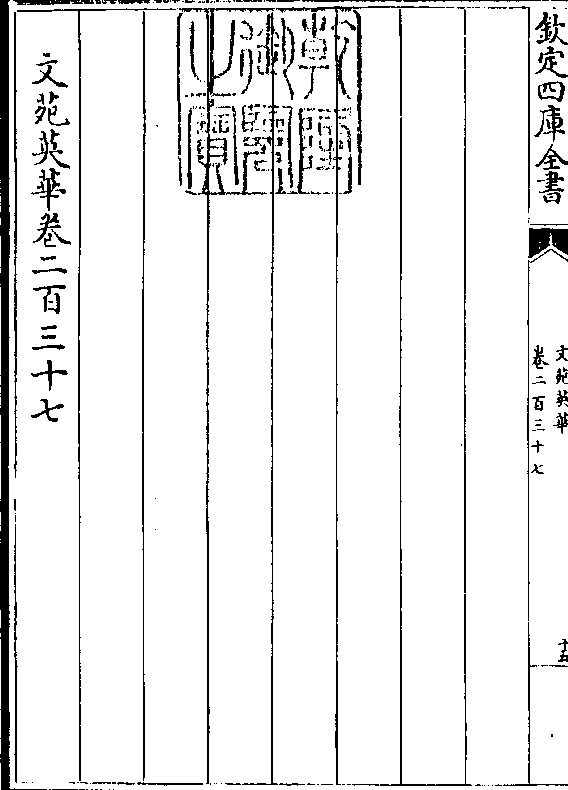 欽定四庫全書
文苑英華
卷二百三十七
十五
乾隆御覽之寶
文苑英華卷二百三十七